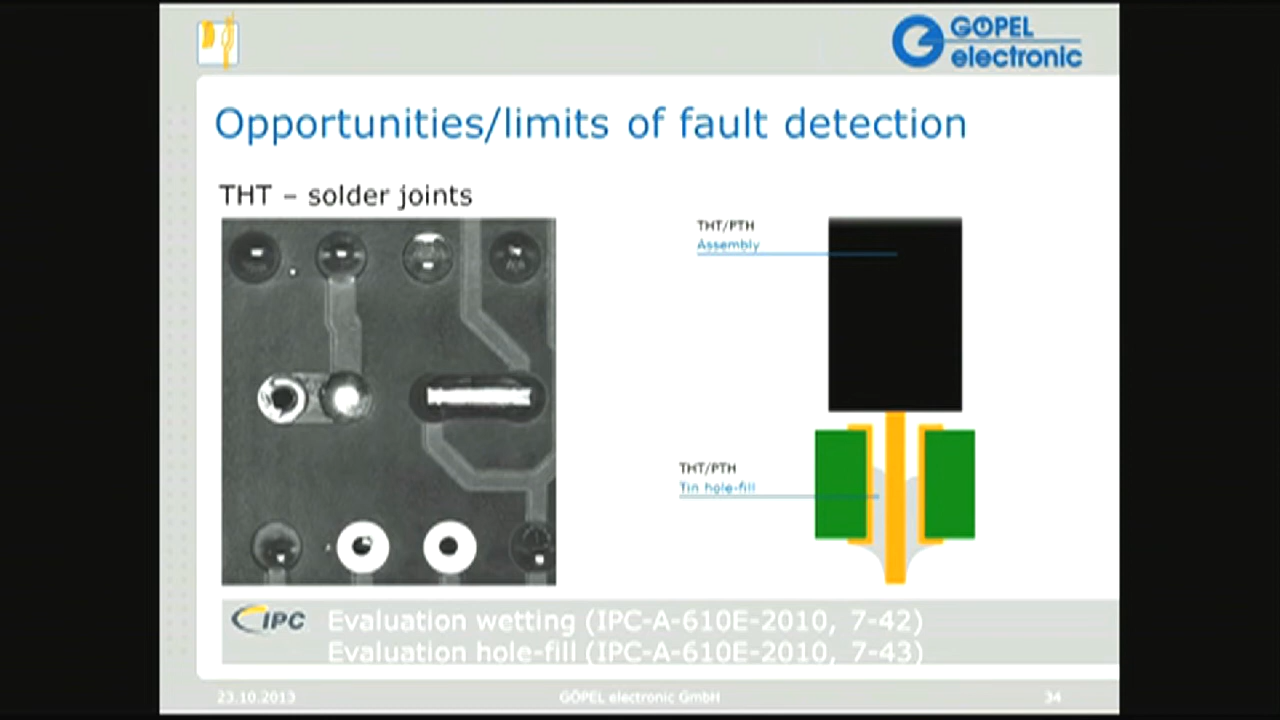 GÖPEL
electronic
Opportunities/limits of fault detection
THT – solder joints
THT/PTH
Assembly
THT/PTH
Tin hole-fill
IPC
Evaluation wetting (IPC-A-610E-2010, 7-42)
Evaluation hole-fill (IPC-A-610E-2010, 7-43)
23.10.2013
GÖPEL electronic GmbH
34